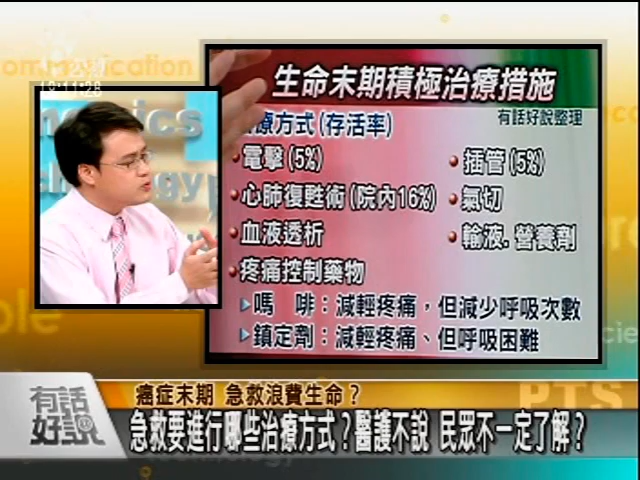 18:11:28
生命末期積極治療措施
有話好說整理
療方式(存活率)
•電擊(5%)
•插管(5%)
•心肺復甦術(院內16%)
•氣切
•血液透析
•輸液.營養劑
•疼痛控制藥物
▶嗎 啡:減輕疼痛,但減少呼吸次數
▶鎮定劑:減輕疼痛、但呼吸困難
PTS
有話好說
癌症末期 急救浪費生命?
急救要進行哪些治療方式?醫護不說 民眾不一定了解?